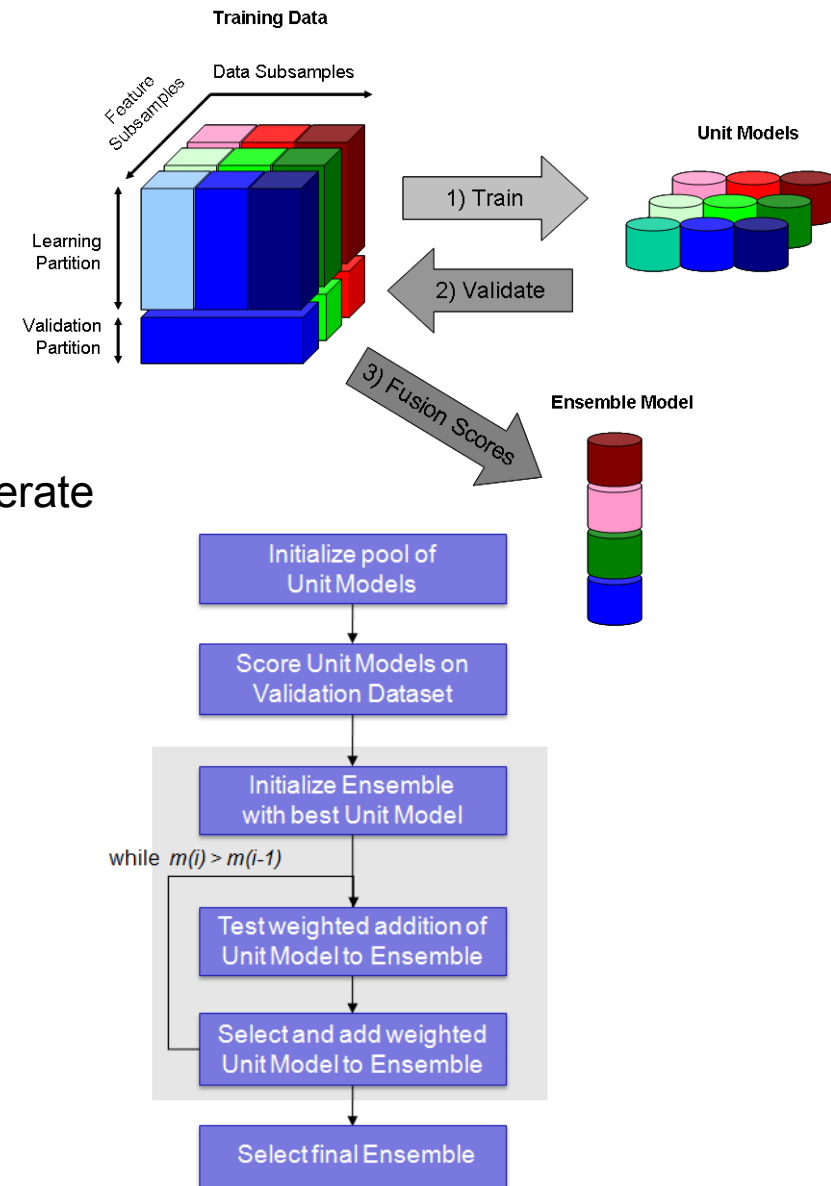 Training Data
Data Subsamples
Feature
Subsamples
Learning
Partition
Validation
Partition
1) Train
2) Validate
3) Fusion Scores
Unit Models
Ensemble Model
erate
Initialize pool of
Unit Models
Score Unit Models on
Validation Dataset
Initialize Ensemble
with best Unit Model
while m(i) > m(i-1)
Test weighted addition of
Unit Model to Ensemble
Select and add weighted
Unit Model to Ensemble
Select final Ensemble